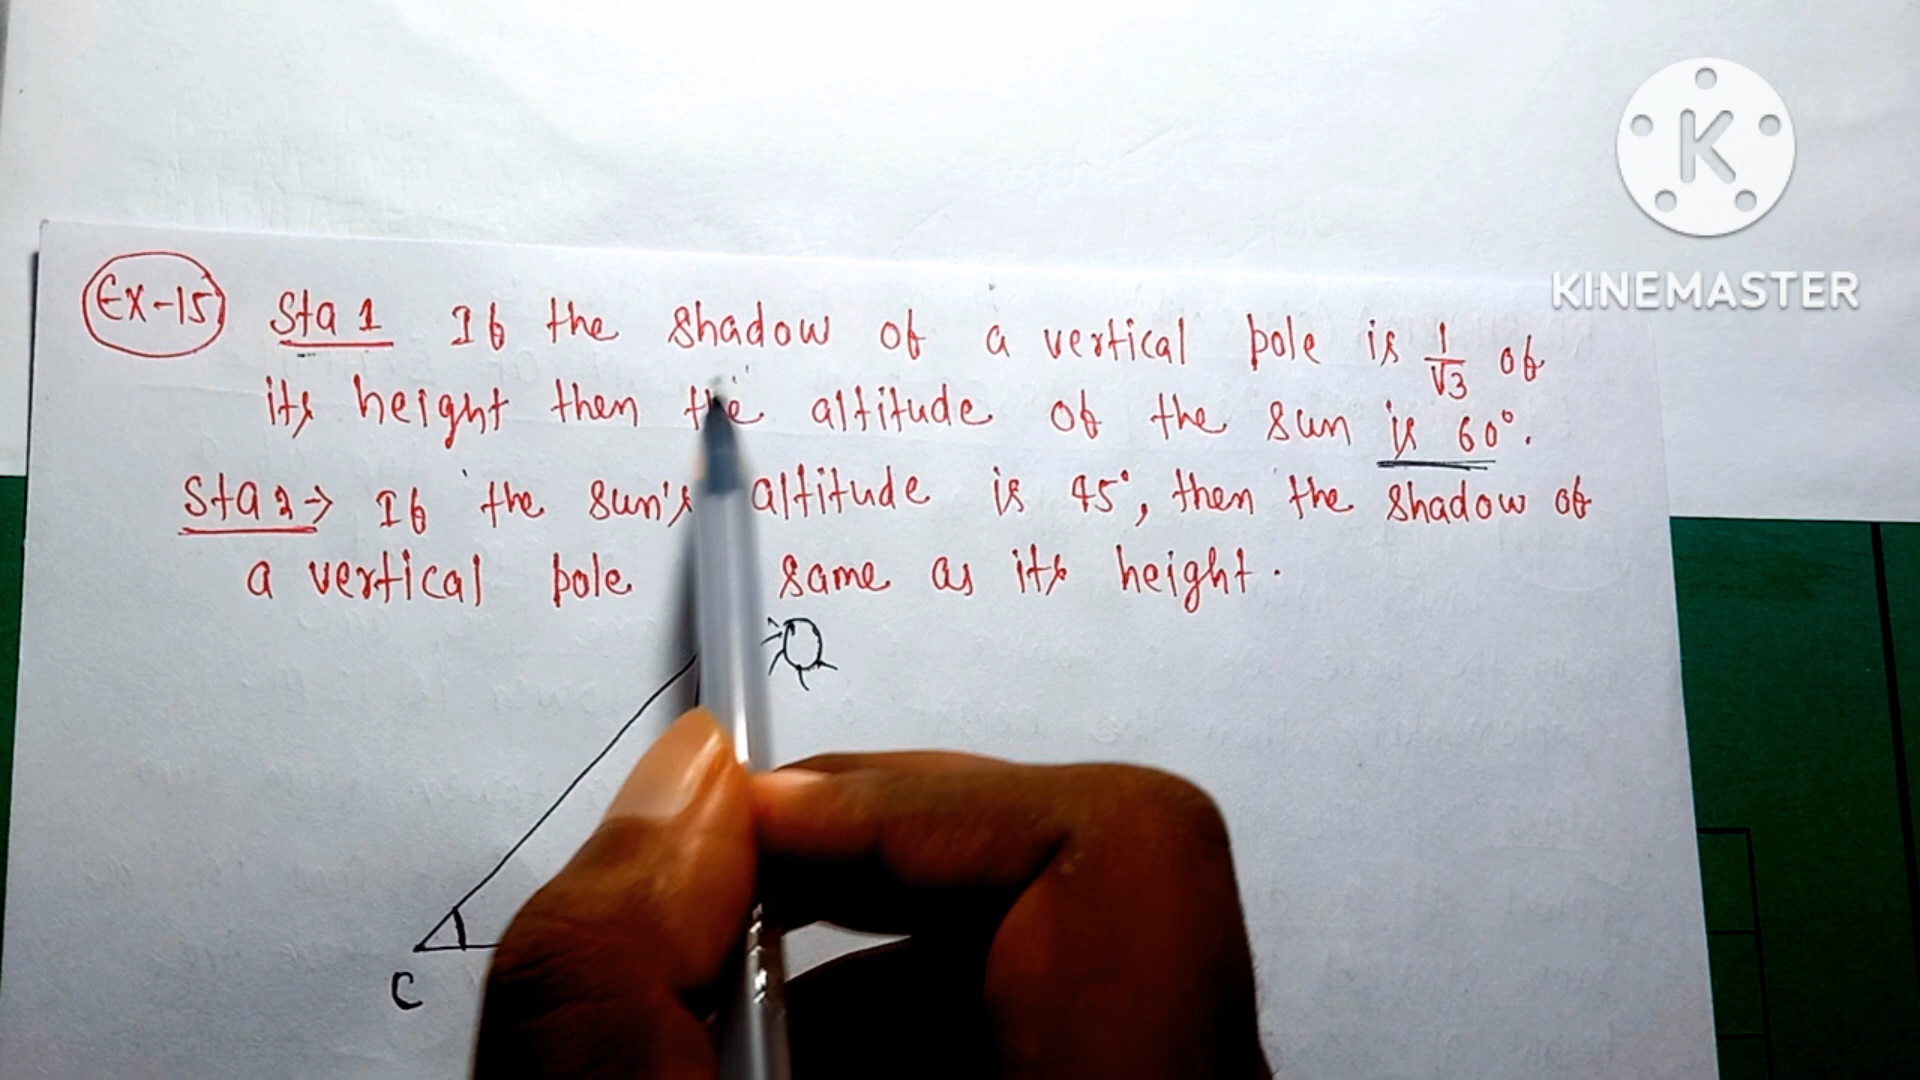 Ex-15 Sta 1 If the shadow of a vertical pole is 1/√3 of
its height then the altitude of the sun is 60°.
Sta 2→ If the sun's altitude is 45°, then the shadow of
a vertical pole same as its height.
C
K
KINEMASTER